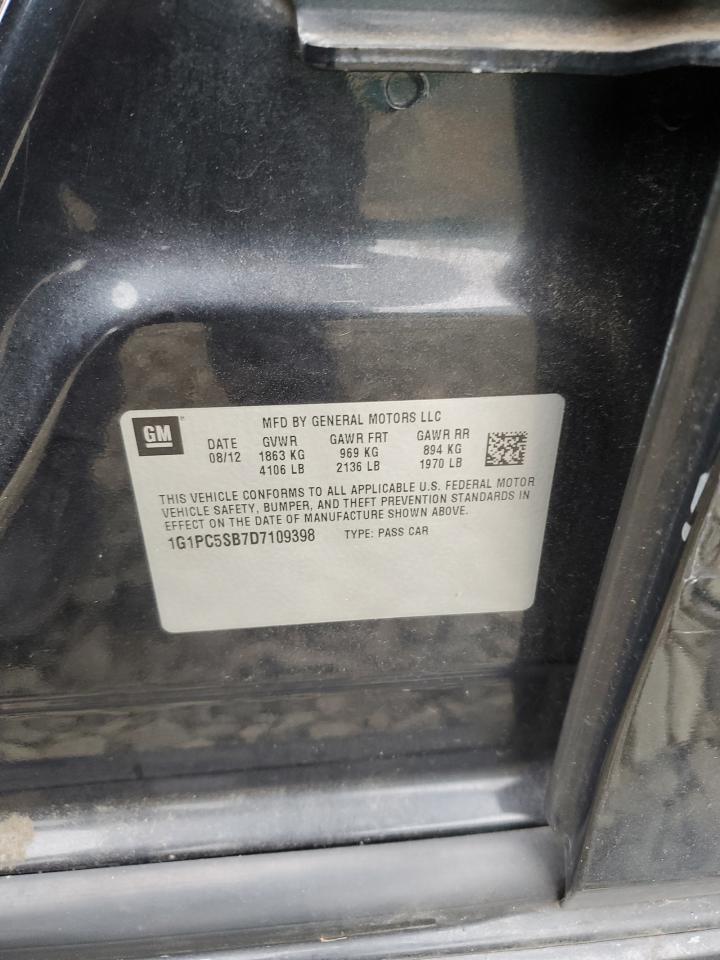 GM
MFD BY GENERAL MOTORS LLC
DATE GVWR GAWR FRT GAWR RR
08/12 1863 KG 969 KG 894 KG
4106 LB 2136 LB 1970 LB
THIS VEHICLE CONFORMS TO ALL APPLICABLE U.S. FEDERAL MOTOR
VEHICLE SAFETY, BUMPER, AND THEFT PREVENTION STANDARDS IN
EFFECT ON THE DATE OF MANUFACTURE SHOWN ABOVE.
1G1PC5SB7D7109398 TYPE: PASS CAR